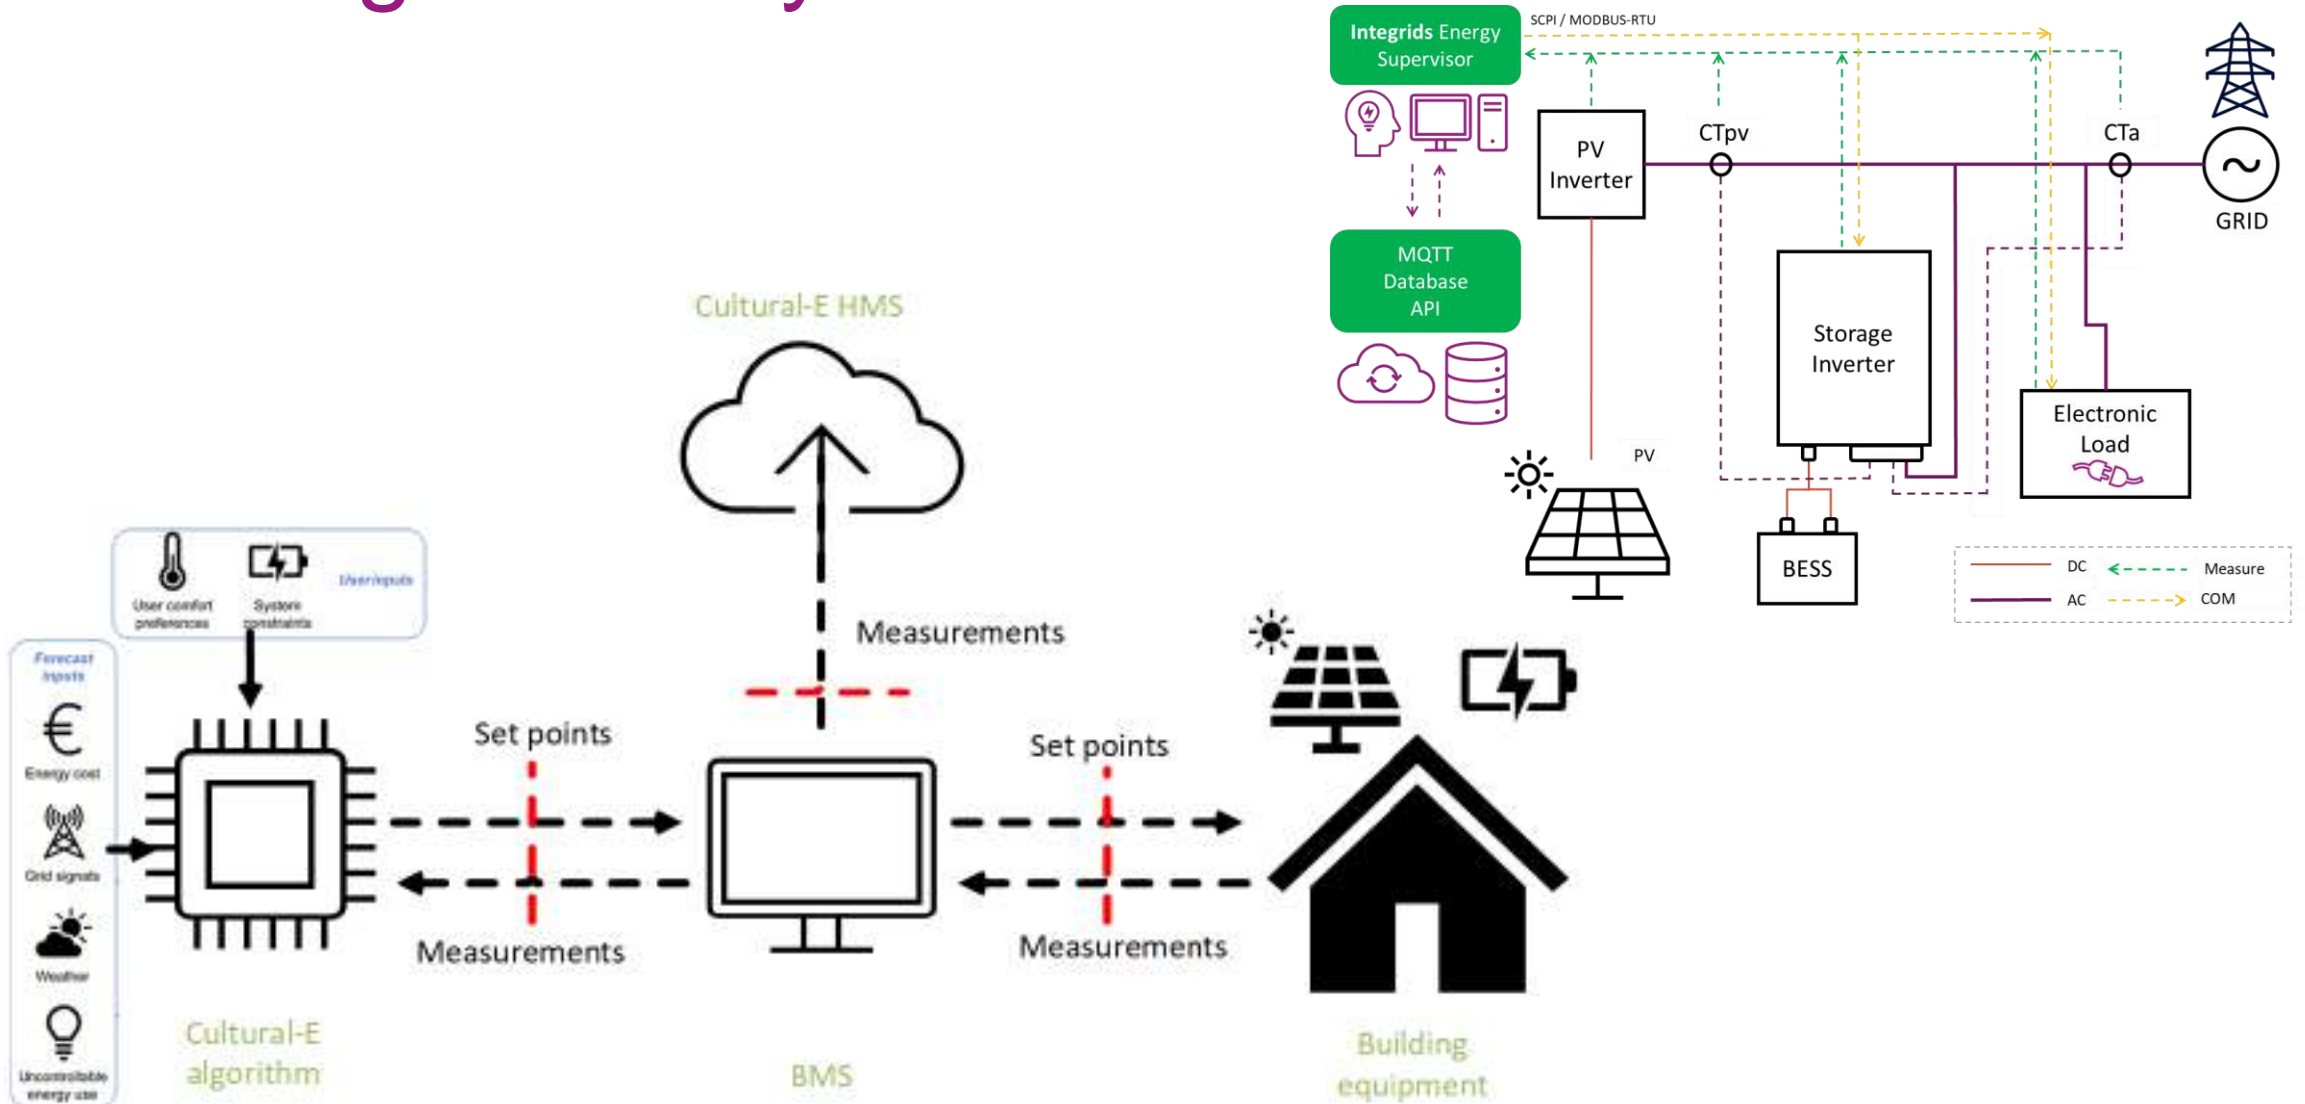 Integrids Energy
Supervisor
SCPI / MODBUS-RTU
PV
Inverter
CTpv
CTa
GRID
MQTT
Database
API
Storage
Inverter
Electronic
Load
PV
BESS
DC
Measure
AC
COM
Cultural-E HMS
Measurements
User comfort
preferences
System
constraints
User inputs
Forecast
inputs
Energy cost
Grid signals
Weather
Uncontrollable
energy use
Set points
Measurements
Set points
Measurements
Cultural-E
algorithm
BMS
Building
equipment